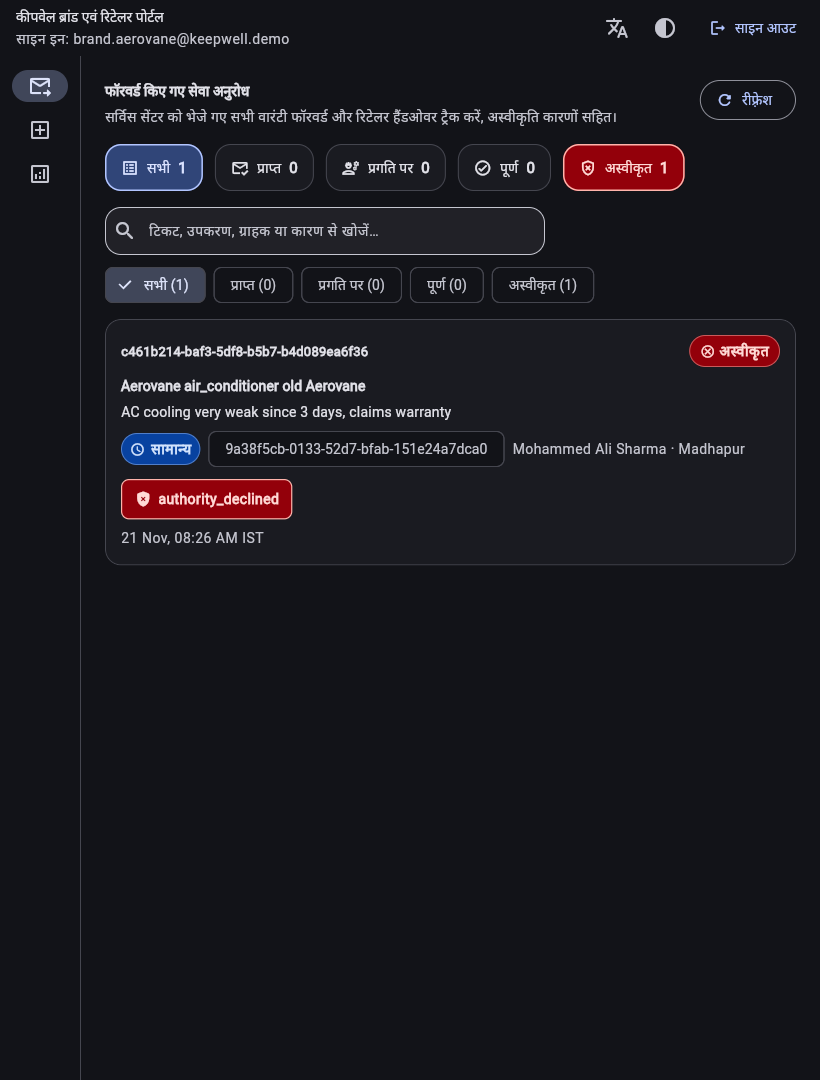 कीपवेल ब्रांड एवं रिटेलर पोर्टल
साइन इन: brand.aerovane@keepwell.demo
साइन आउट
फॉरवर्ड किए गए सेवा अनुरोध
सर्विस सेंटर को भेजे गए सभी वारंटी फॉरवर्ड और रिटेलर हैंडओवर ट्रैक करें, अस्वीकृति कारणों सहित।
रीफ़्रेश
सभी 1
प्राप्त 0
प्रगति पर 0
पूर्ण 0
अस्वीकृत 1
टिकट, उपकरण, ग्राहक या कारण से खोजें…
सभी (1)
प्राप्त (0)
प्रगति पर (0)
पूर्ण (0)
अस्वीकृत (1)
c461b214-baf3-5df8-b5b7-b4d089ea6f36
अस्वीकृत
Aerovane air_conditioner old Aerovane
AC cooling very weak since 3 days, claims warranty
सामान्य
9a38f5cb-0133-52d7-bfab-151e24a7dca0
Mohammed Ali Sharma · Madhapur
authority_declined
21 Nov, 08:26 AM IST